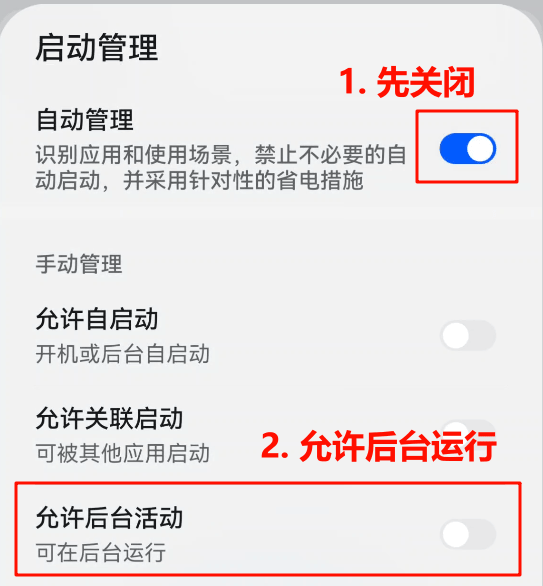 启动管理
1. 先关闭
自动管理
识别应用和使用场景，禁止不必要的自
动启动，并采用针对性的省电措施
手动管理
允许自启动
开机或后台自启动
允许关联启动
可被其他应用启动
2. 允许后台运行
允许后台活动
可在后台运行